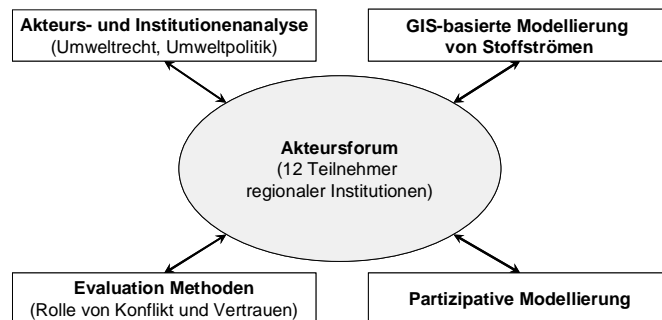 Akteurs- und Institutionenanalyse
(Umweltrecht, Umweltpolitik)
GIS-basierte Modellierung
von Stoffströmen
Akteursforum
(12 Teilnehmer
regionaler Institutionen)
Evaluation Methoden
(Rolle von Konflikt und Vertrauen)
Partizipative Modellierung